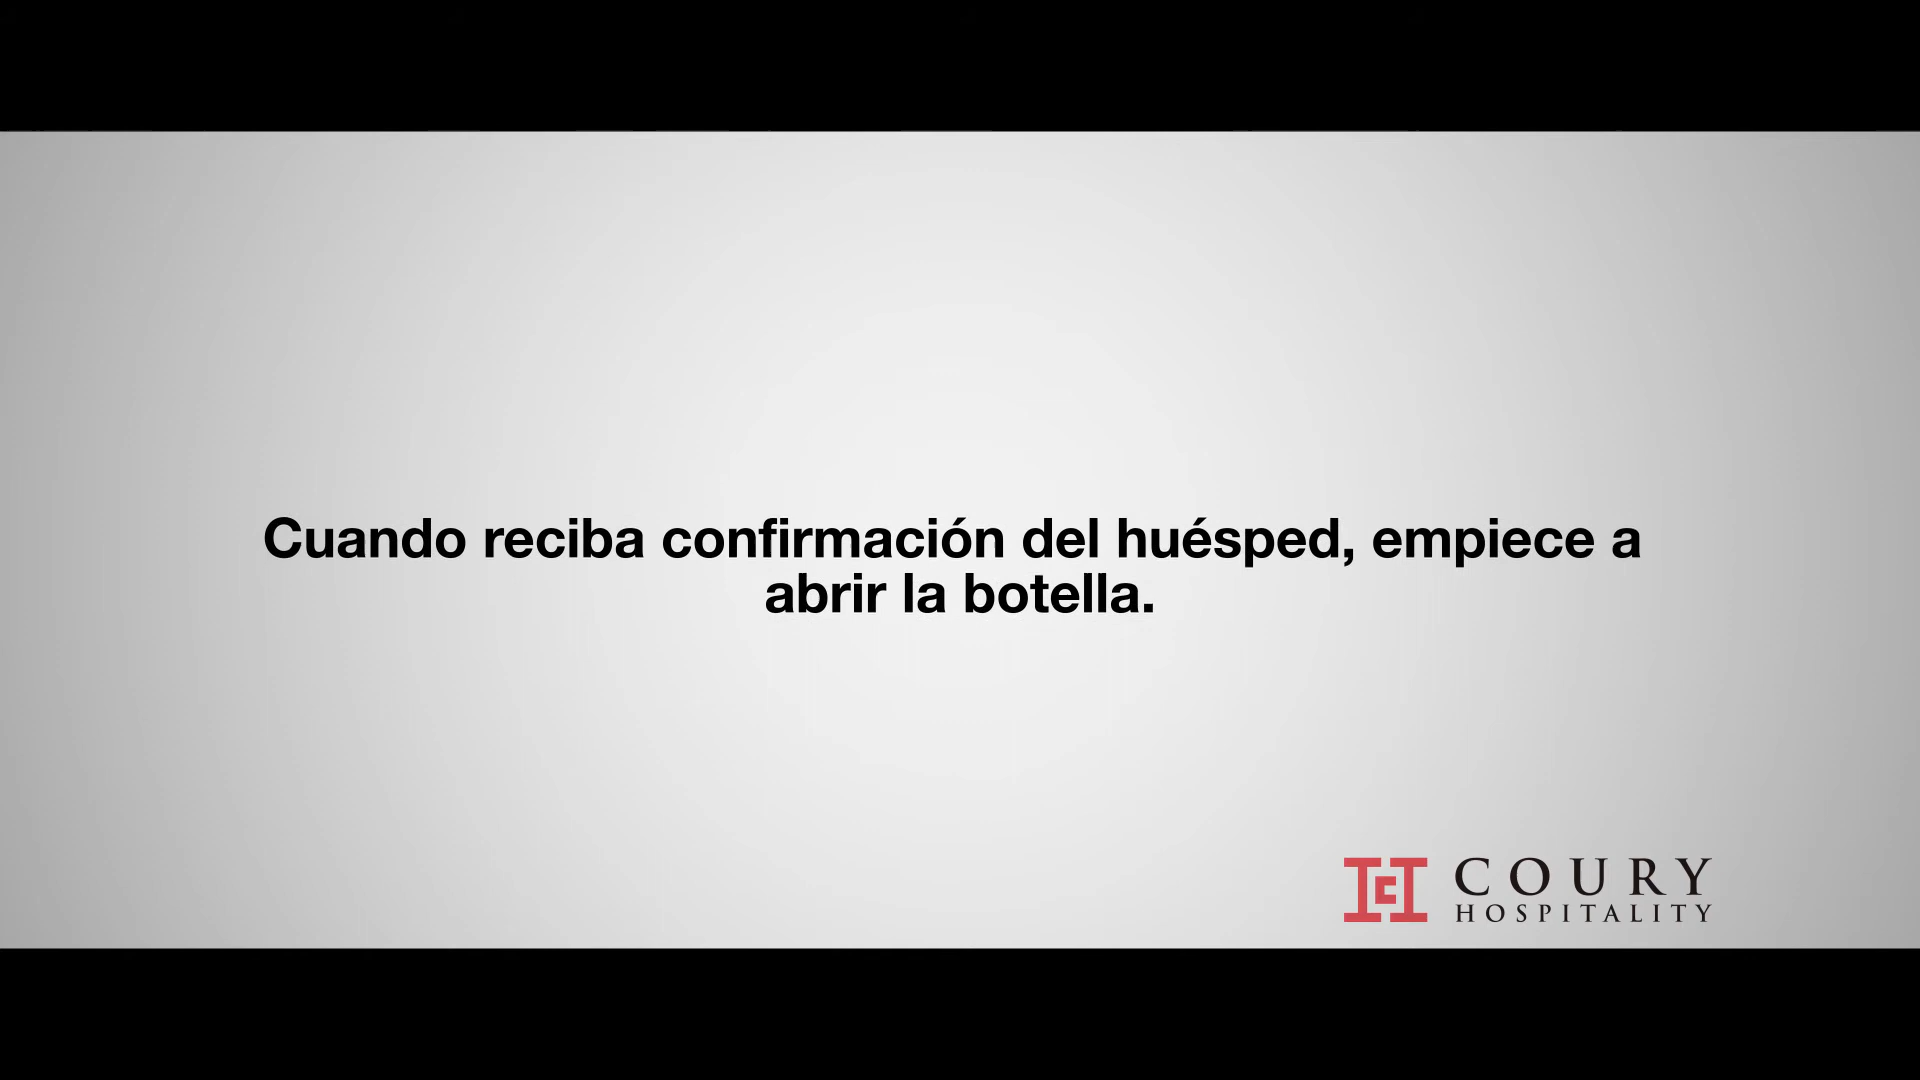 Cuando reciba confirmación del huésped, empiece a
abrir la botella.
COURY
HOSPITALITY